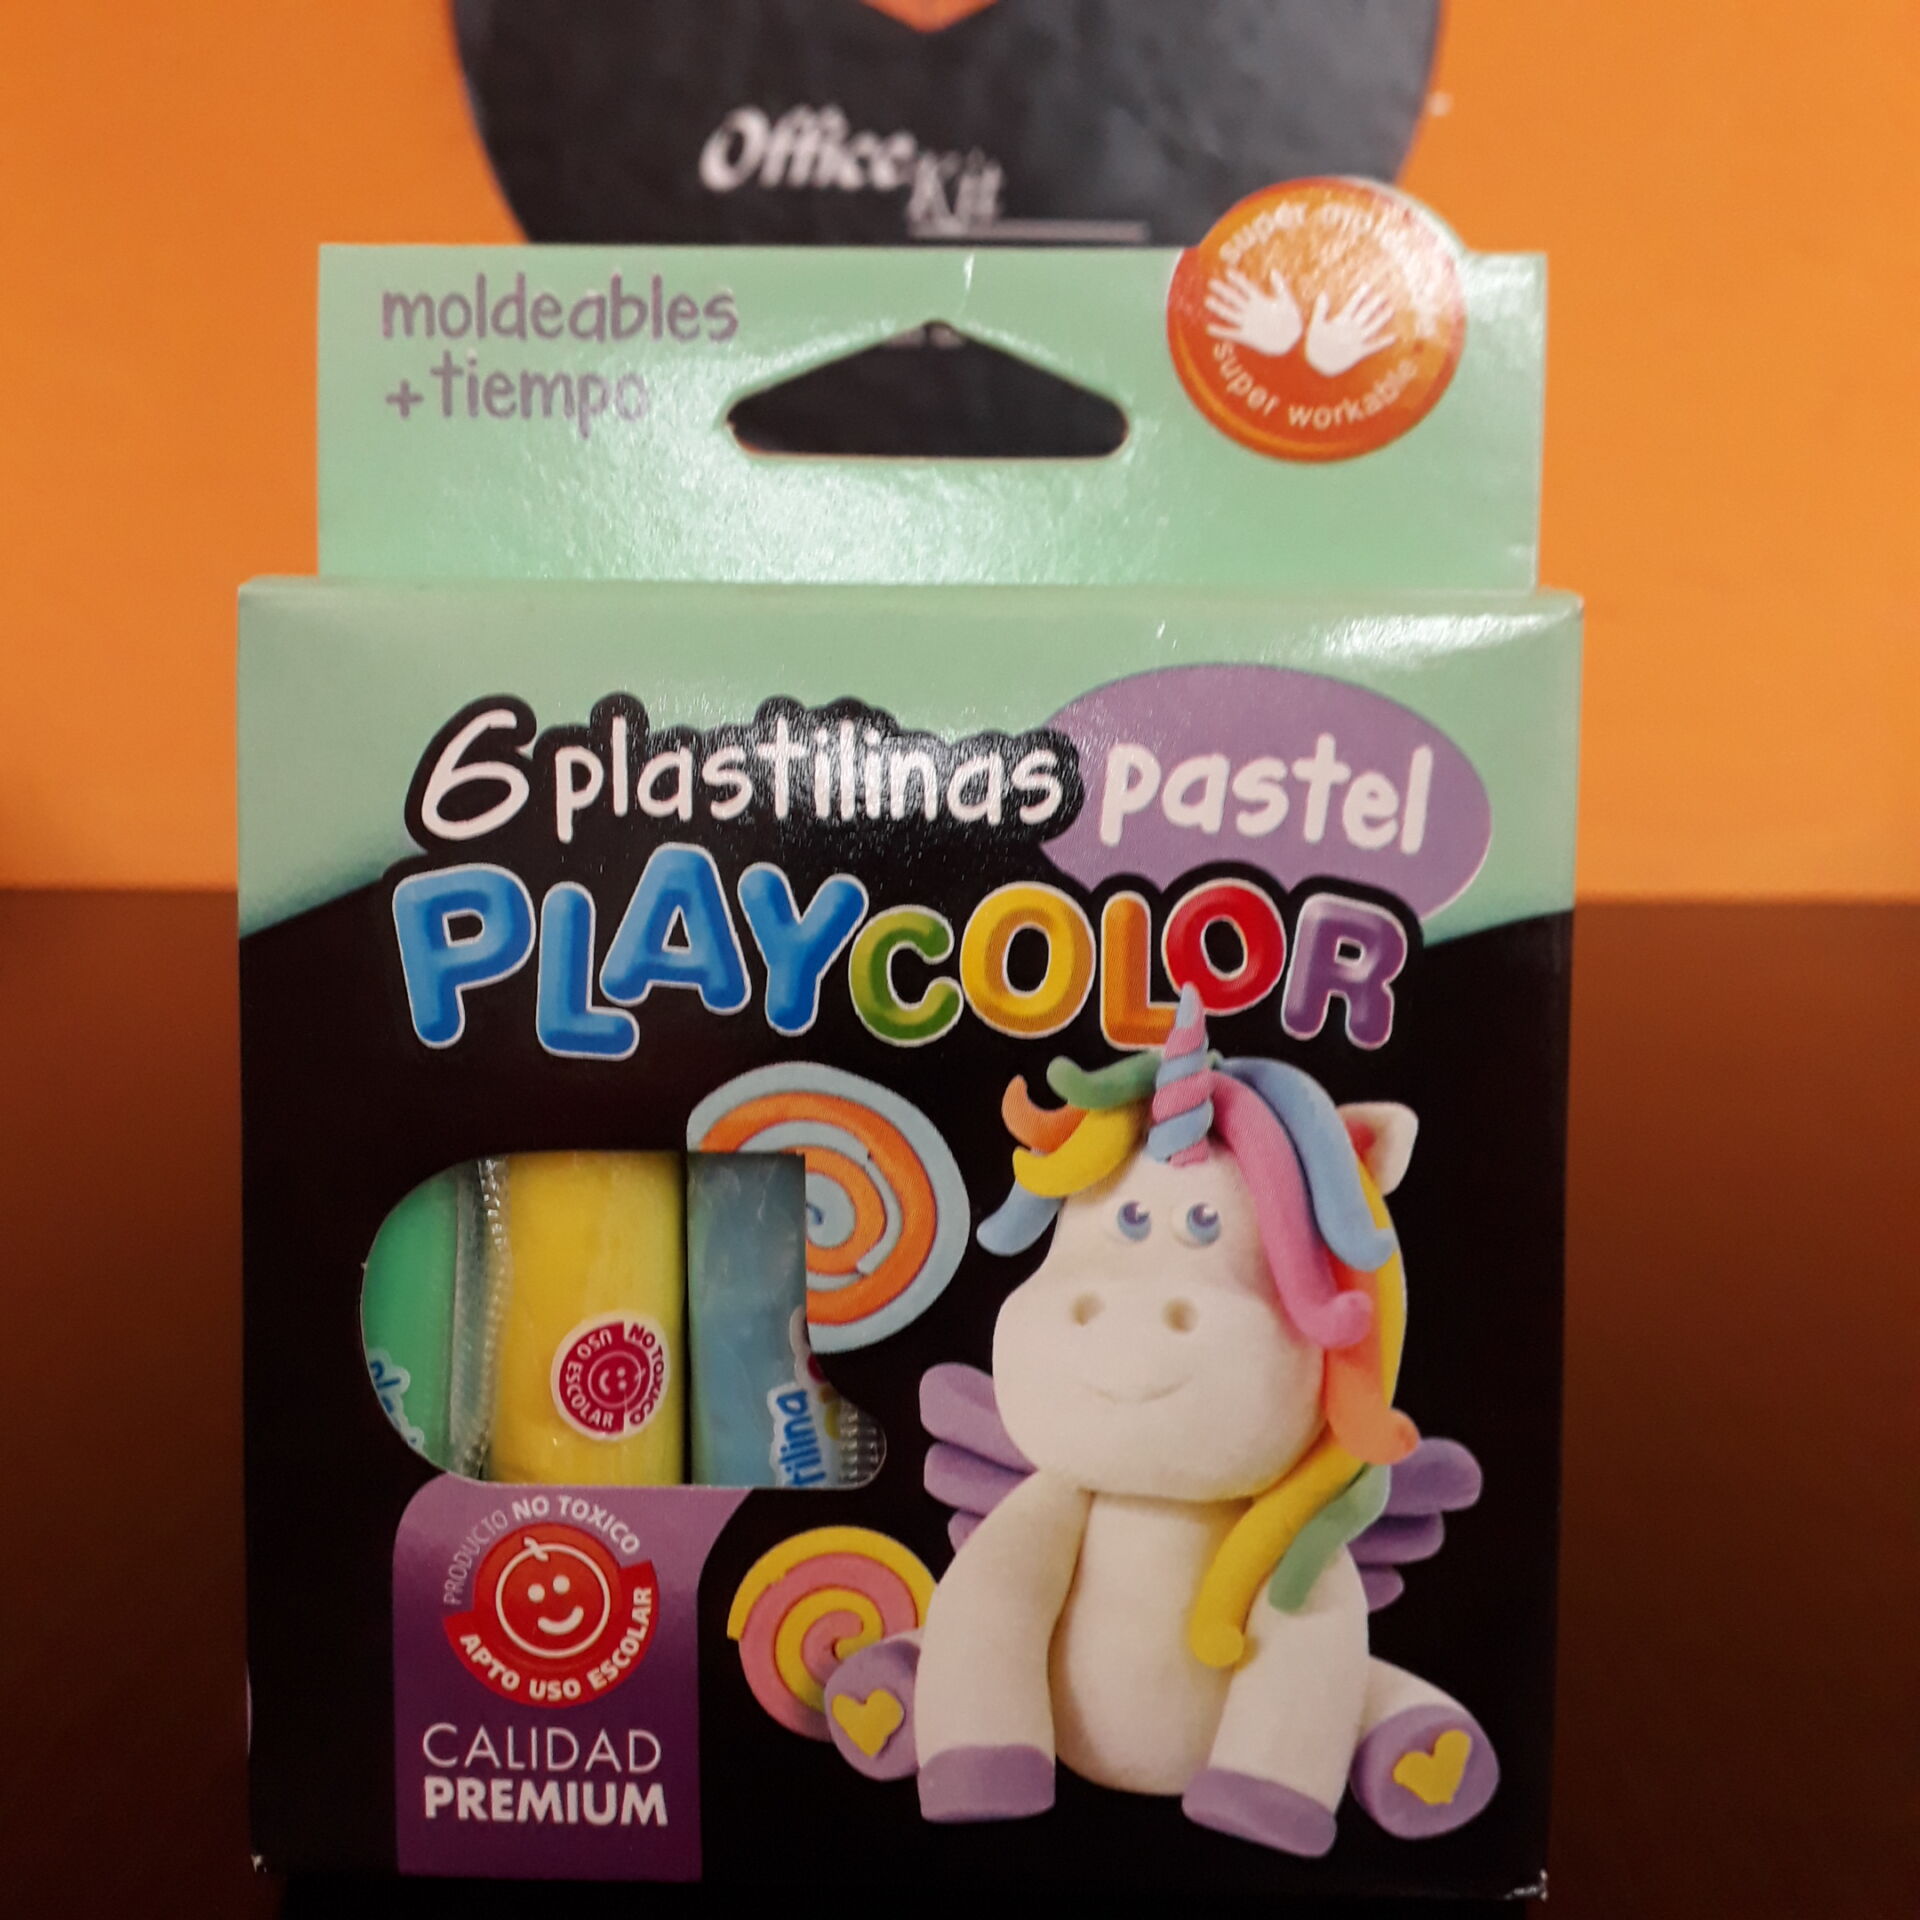 Office Kit
moldeables
+ tiempo
super workable
6 plastilinas pastel
PLAYCOLOR
NO TOXICO
USO ESCOLAR
PRODUCTO NO TOXICO
APTO USO ESCOLAR
CALIDAD
PREMIUM